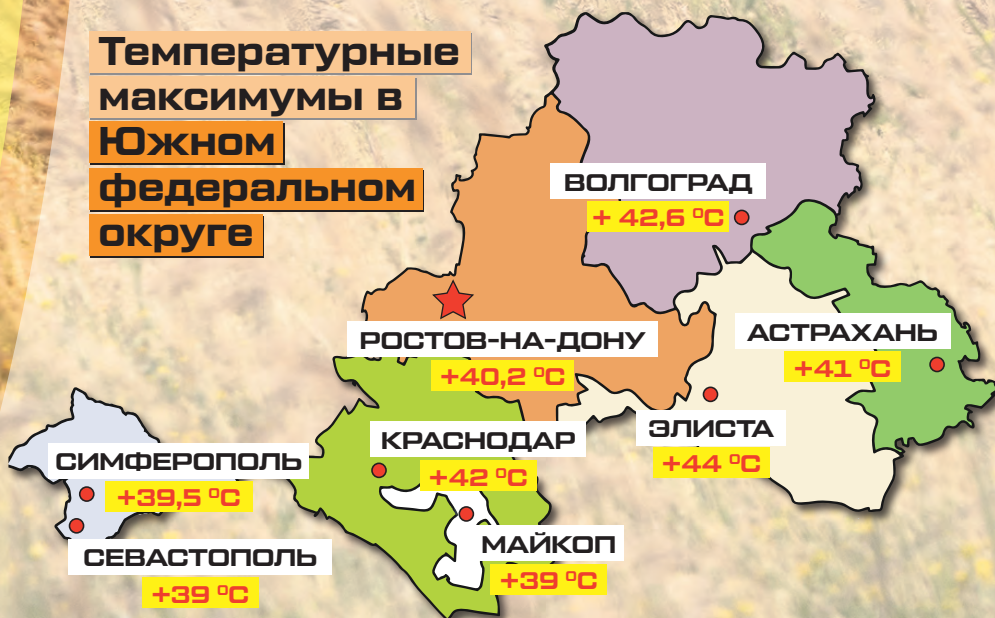 Температурные
максимумы в
Южном
федеральном
округе
ВОЛГОГРАД
+ 42,6 °С
РОСТОВ-НА-ДОНУ
+40,2 °С
АСТРАХАНЬ
+41 °С
ЭЛИСТА
+44 °С
КРАСНОДАР
+42 °С
СИМФЕРОПОЛЬ
+39,5 °С
МАЙКОП
+39 °С
СЕВАСТОПОЛЬ
+39 °С